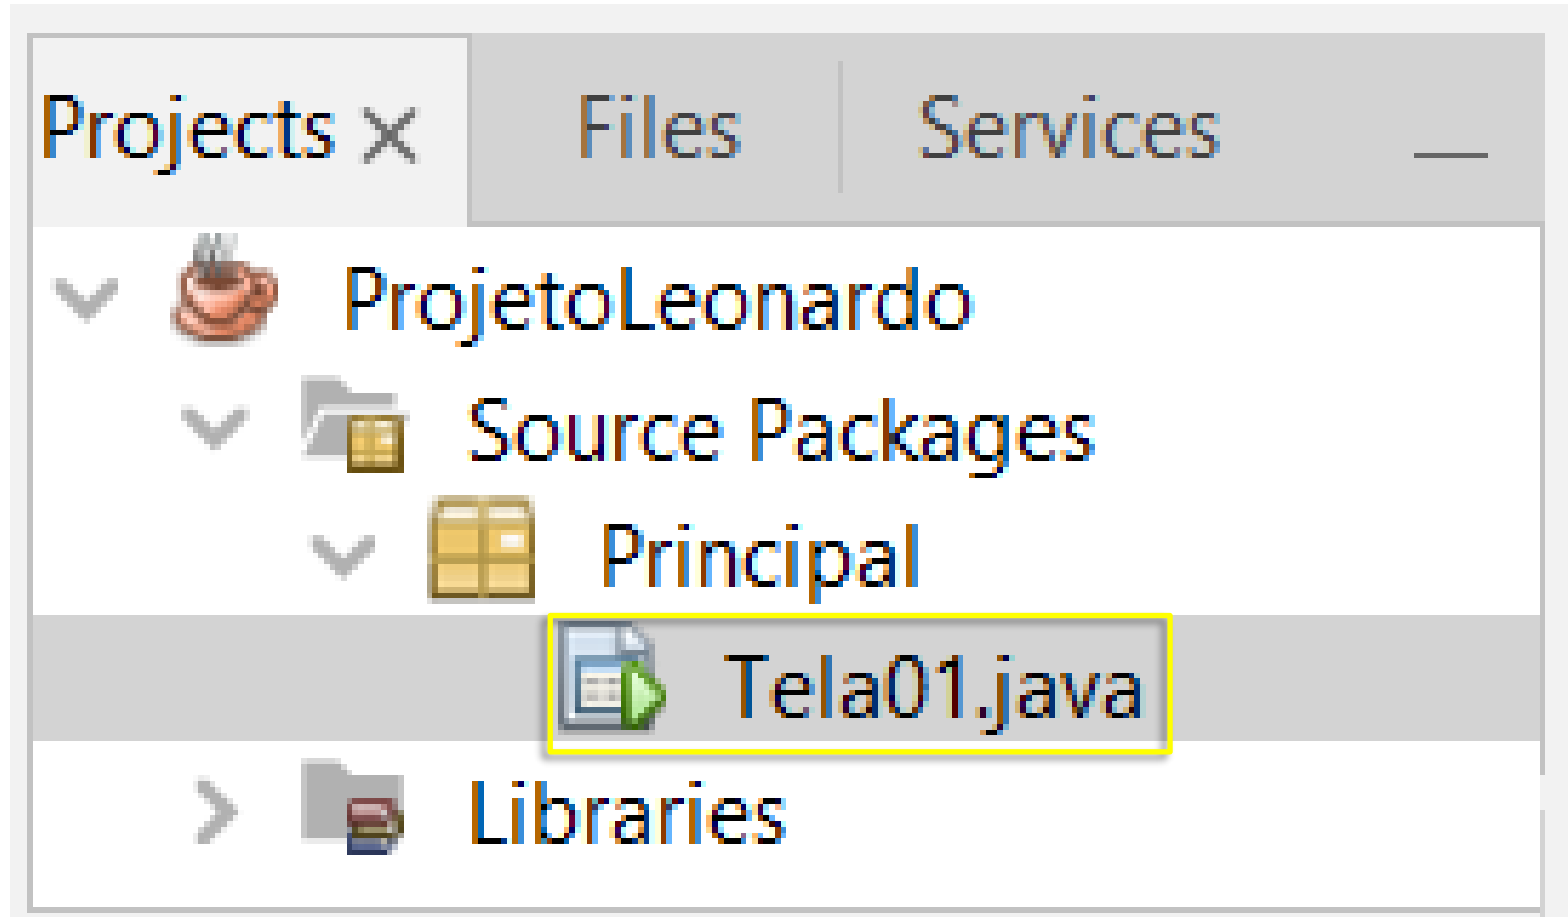 Projects × Files Services
ProjetoLeonardo
Source Packages
Principal
Tela01.java
Libraries